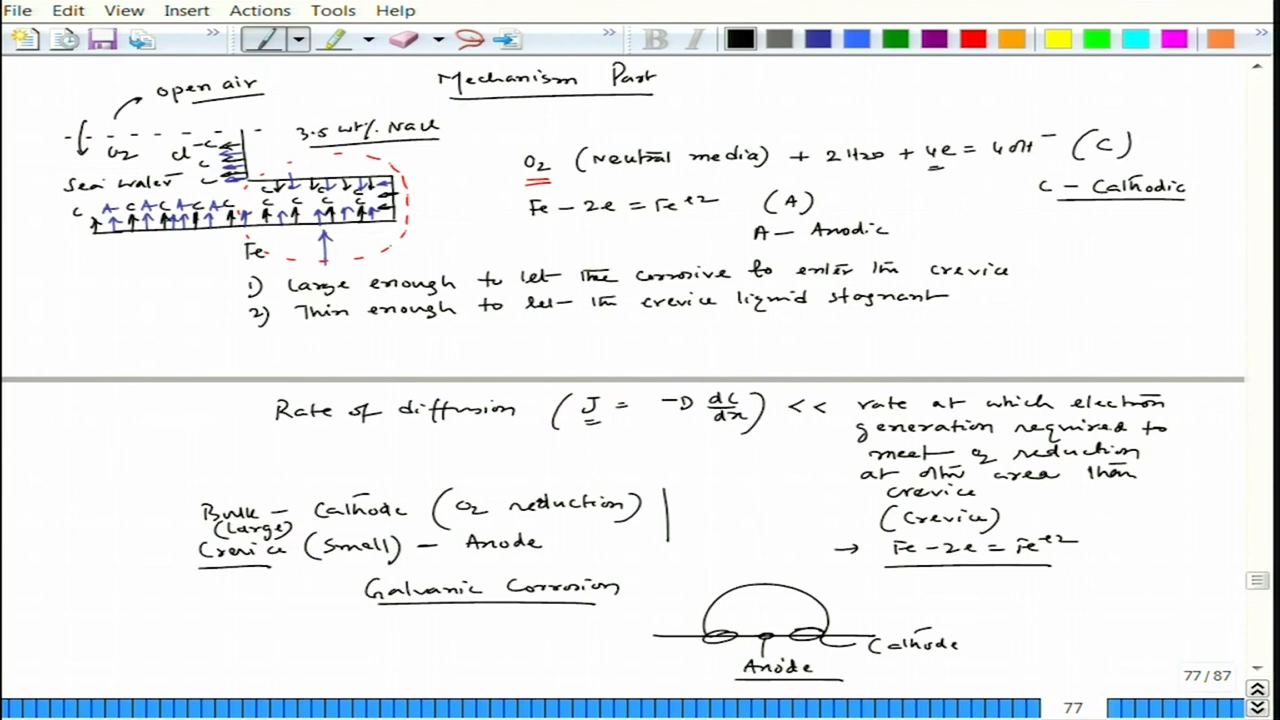 File Edit View Insert Actions Tools Help
Mechanism Part
open air
3.5 wt% NaCl
O2 Cl-
Sea water
C A C A C A C C C C C
C C C C
C C C
Fe
O2 (Neutral media) + 2H2O + 4e = 4OH- (C)
C - Cathodic
Fe - 2e = Fe+2 (A)
A - Anodic
1) Large enough to let the corrosive to enter the crevice
2) Thin enough to let the crevice liquid stagnant
Rate of diffusion (J = -D dc/dx) << rate at which electron
generation required to
meet O2 reduction
at other area than
crevice
(Crevice)
→ Fe - 2e = Fe+2
Bulk - Cathode (O2 reduction)
(large)
Crevice (small) - Anode
Galvanic Corrosion
Cathode
Anode
77/87
77